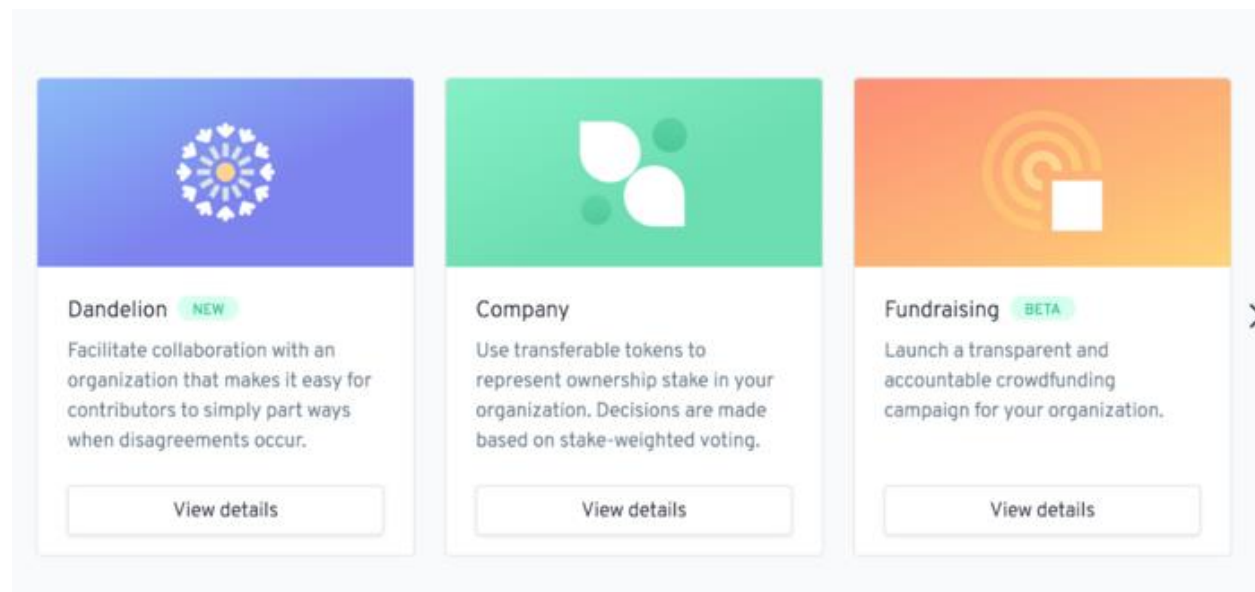 Dandelion NEW
Facilitate collaboration with an
organization that makes it easy for
contributors to simply part ways
when disagreements occur.
View details
Company
Use transferable tokens to
represent ownership stake in your
organization. Decisions are made
based on stake-weighted voting.
View details
Fundraising BETA
Launch a transparent and
accountable crowdfunding
campaign for your organization.
View details